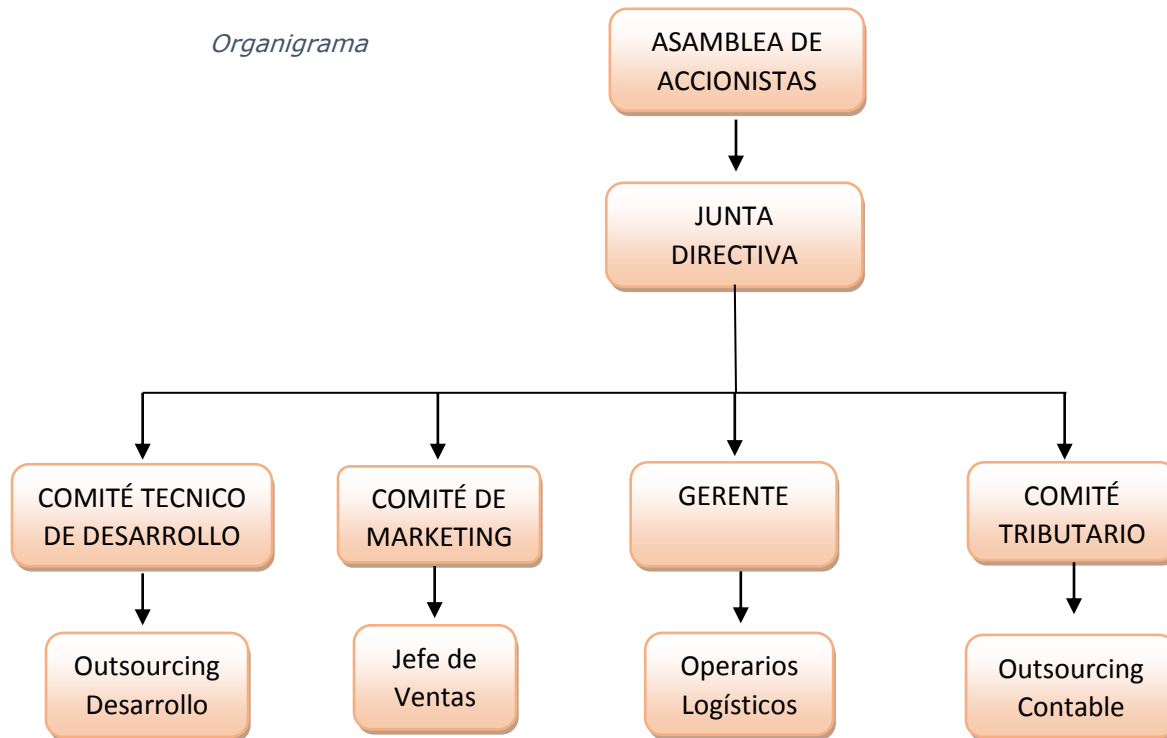 Organigrama
ASAMBLEA DE
ACCIONISTAS
JUNTA
DIRECTIVA
COMITÉ TECNICO
DE DESARROLLO
COMITÉ DE
MARKETING
GERENTE
COMITÉ
TRIBUTARIO
Outsourcing
Desarrollo
Jefe de
Ventas
Operarios
Logísticos
Outsourcing
Contable